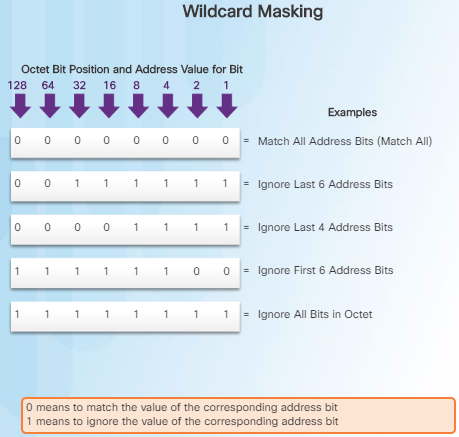 Wildcard Masking
Octet Bit Position and Address Value for Bit
128 64 32 16 8 4 2 1
Examples
0 0 0 0 0 0 0 0 = Match All Address Bits (Match All)
0 0 1 1 1 1 1 1 = Ignore Last 6 Address Bits
0 0 0 0 1 1 1 1 = Ignore Last 4 Address Bits
1 1 1 1 1 1 0 0 = Ignore First 6 Address Bits
1 1 1 1 1 1 1 1 = Ignore All Bits in Octet
0 means to match the value of the corresponding address bit
1 means to ignore the value of the corresponding address bit